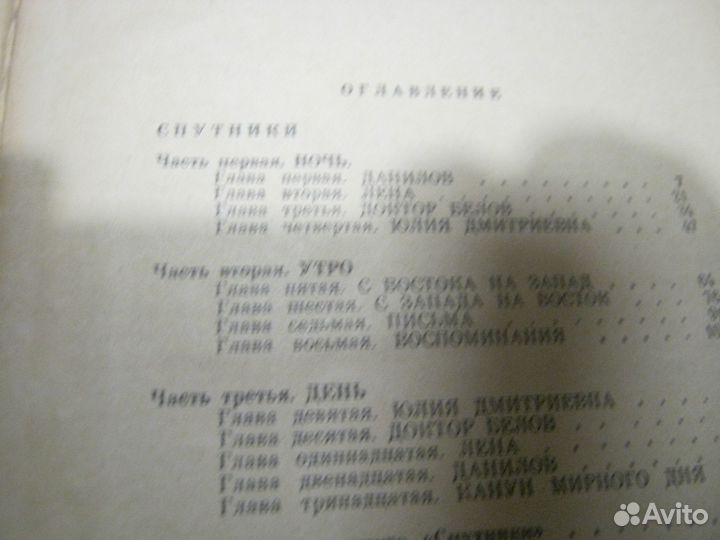 ОГЛАВЛЕНИЕ
СПУТНИКИ
Часть первая. НОЧЬ.
Глава первая. ДАНИЛОВ . . . . . . . 7
Глава вторая. ЛЕНА . . . . . . . .
Глава третья. ДОКТОР БЕЛОВ . . . . .
Глава четвертая. ЮЛИЯ ДМИТРИЕВНА . . . .
Часть вторая. УТРО
Глава пятая. С ВОСТОКА НА ЗАПАД . . . .
Глава шестая. С ЗАПАДА НА ВОСТОК . . . .
Глава седьмая. ПИСЬМА . . . . . . .
Глава восьмая. ВОСПОМИНАНИЯ . . . .
Часть третья. ДЕНЬ
Глава девятая. ЮЛИЯ ДМИТРИЕВНА . . .
Глава десятая. ДОКТОР БЕЛОВ . . . .
Глава одиннадцатая. ЛЕНА . . . . .
Глава двенадцатая. ДАНИЛОВ . . . .
Глава тринадцатая. КАНУН МИРНОГО ДНЯ
«Спутники» . . .
Avito